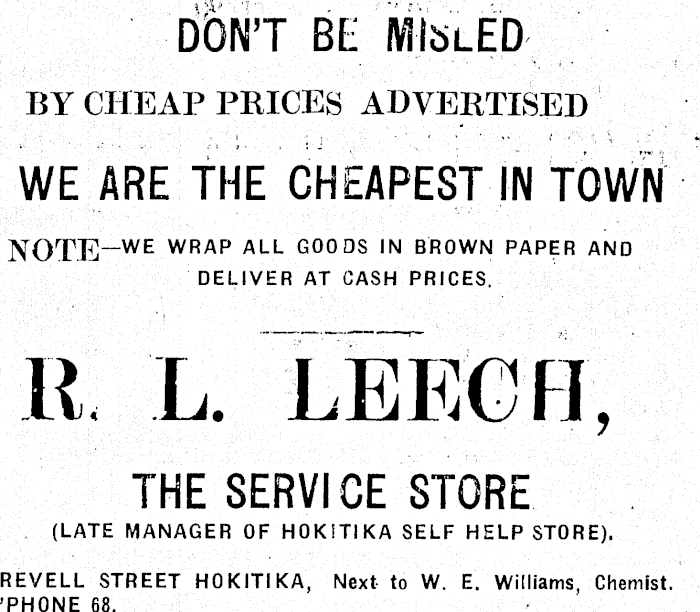 DON'T BE MISLED
BY CHEAP PRICES ADVERTISED
WE ARE THE CHEAPEST IN TOWN
NOTE—WE WRAP ALL GOODS IN BROWN PAPER AND
DELIVER AT CASH PRICES.
R. L. LEECH,
THE SERVICE STORE
(LATE MANAGER OF HOKITIKA SELF HELP STORE).
REVELL STREET HOKITIKA, Next to W. E. Williams, Chemist.
'PHONE 68.